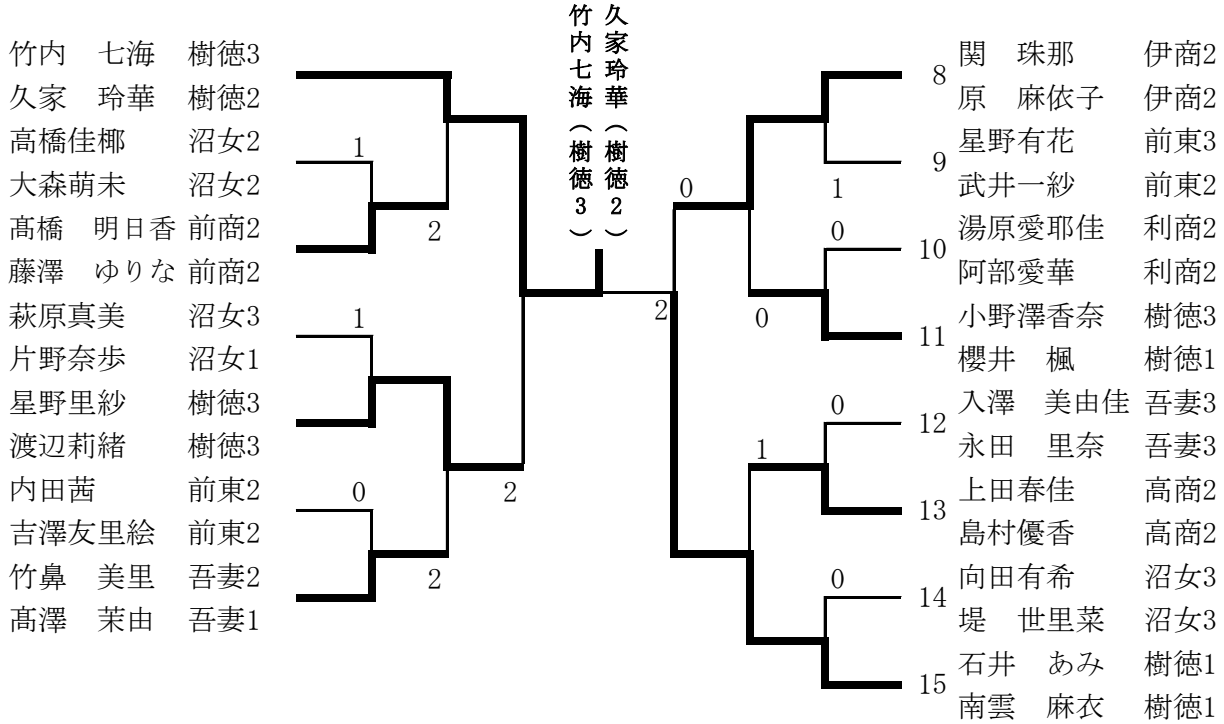 久家玲華（樹徳２）
竹内七海（樹徳３）
竹内　七海　樹徳3
久家　玲華　樹徳2
高橋佳椰　沼女2
1
大森萌未　沼女2
髙橋　明日香　前商2
2
藤澤　ゆりな　前商2
萩原真美　沼女3
1
片野奈歩　沼女1
星野里紗　樹徳3
渡辺莉緒　樹徳3
内田茜　前東2
0
2
吉澤友里絵　前東2
竹鼻　美里　吾妻2
2
髙澤　茉由　吾妻1
8
関　珠那　伊商2
原　麻依子　伊商2
9
星野有花　前東3
1
武井一紗　前東2
0
10
湯原愛耶佳　利商2
0
阿部愛華　利商2
2
0
11
小野澤香奈　樹徳3
櫻井　楓　樹徳1
12
入澤　美由佳　吾妻3
0
永田　里奈　吾妻3
1
13
上田春佳　高商2
島村優香　高商2
14
向田有希　沼女3
0
堤　世里菜　沼女3
15
石井　あみ　樹徳1
南雲　麻衣　樹徳1